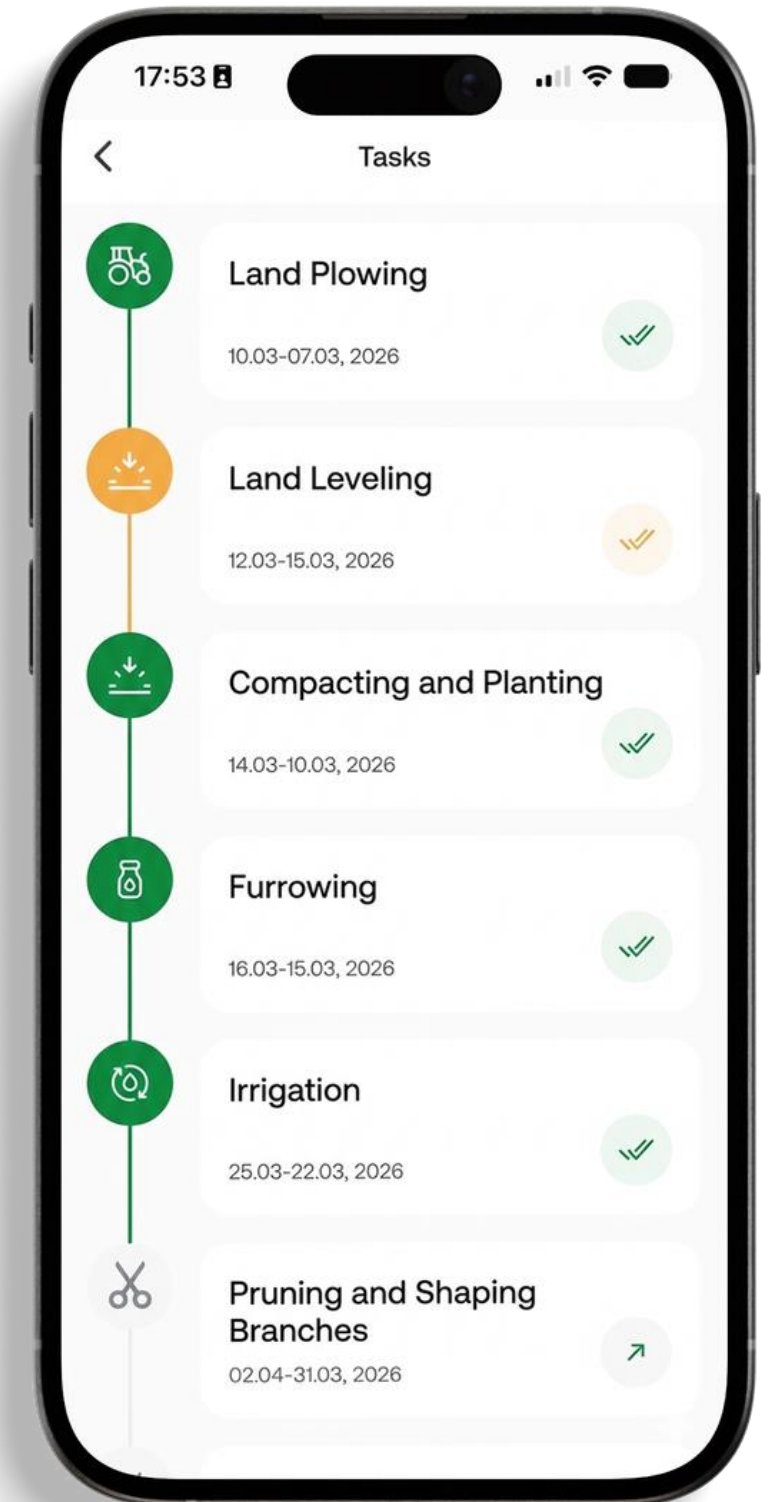 17:53
Tasks
Land Plowing
10.03-07.03, 2026
Land Leveling
12.03-15.03, 2026
Compacting and Planting
14.03-10.03, 2026
Furrowing
16.03-15.03, 2026
Irrigation
25.03-22.03, 2026
Pruning and Shaping
Branches
02.04-31.03, 2026